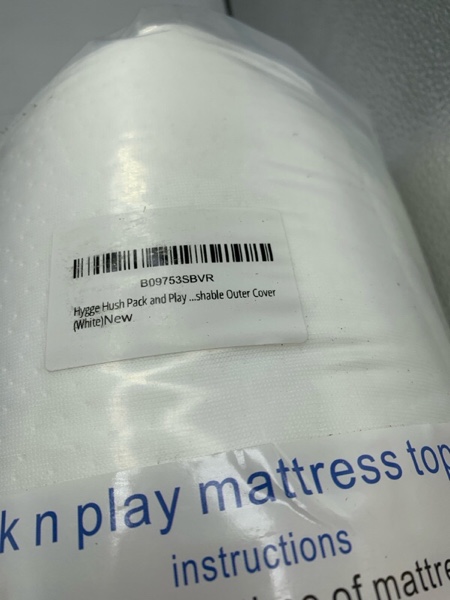 B09753SBVR
Hygge Hush Pack and Play ...shable Outer Cover
(White)New
k n play mattress top
instructions
of mattre